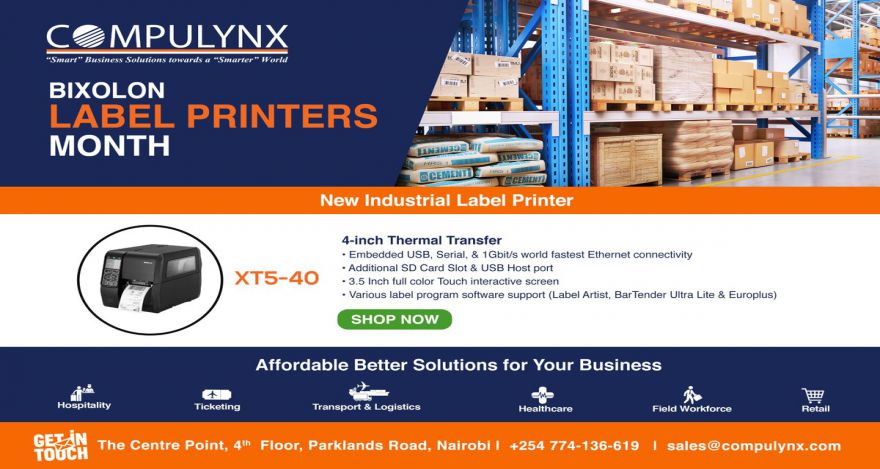 COMPULYNX
"Smart" Business Solutions towards a "Smarter" World
BIXOLON
LABEL PRINTERS
MONTH
CEMENT
CEMENT
CEMENT
New Industrial Label Printer
XT5-40
4-inch Thermal Transfer
• Embedded USB, Serial, & 1Gbit/s world fastest Ethernet connectivity
• Additional SD Card Slot & USB Host port
• 3.5 Inch full color Touch interactive screen
• Various label program software support (Label Artist, BarTender Ultra Lite & Europlus)
SHOP NOW
Affordable Better Solutions for Your Business
Hospitality
Ticketing
Transport & Logistics
Healthcare
Field Workforce
Retail
GET IN
TOUCH
The Centre Point, 4th Floor, Parklands Road, Nairobi | +254 774-136-619 | sales@compulynx.com